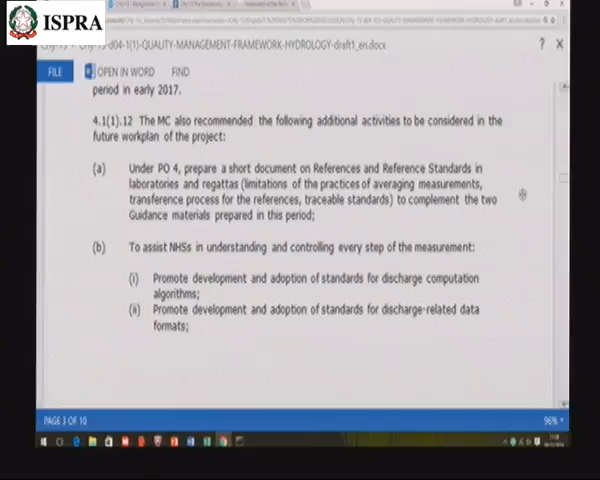 ISPRA
d04-1(1)-QUALITY-MANAGEMENT-FRAMEWORK-HYDROLOGY-draft1_en.docx
? X
FILE
OPEN IN WORD
FIND
period in early 2017.
4.1(1).12 The MC also recommended the following additional activities to be considered in the
future workplan of the project:
(a) Under PO 4, prepare a short document on References and Reference Standards in
laboratories and regattas (limitations of the practices of averaging measurements,
transference process for the references, traceable standards) to complement the two
Guidance materials prepared in this period;
(b) To assist NHSs in understanding and controlling every step of the measurement:
(i) Promote development and adoption of standards for discharge computation
algorithms;
(ii) Promote development and adoption of standards for discharge-related data
formats;
PAGE 3 OF 10
96%